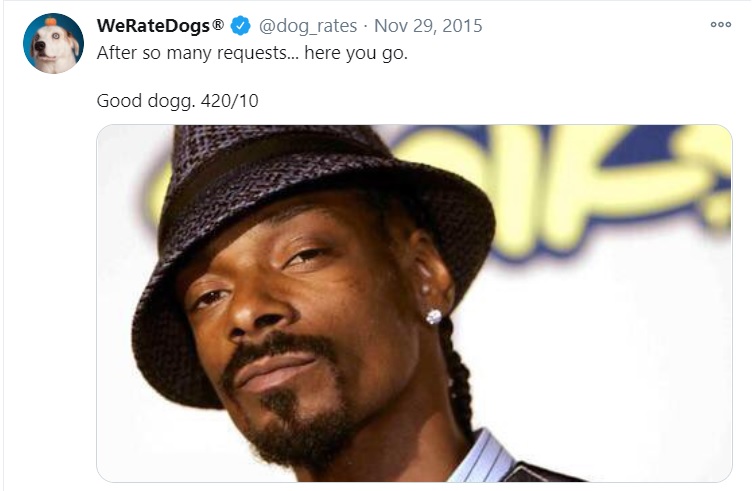 WeRateDogs® @dog_rates · Nov 29, 2015
After so many requests... here you go.
Good dogg. 420/10